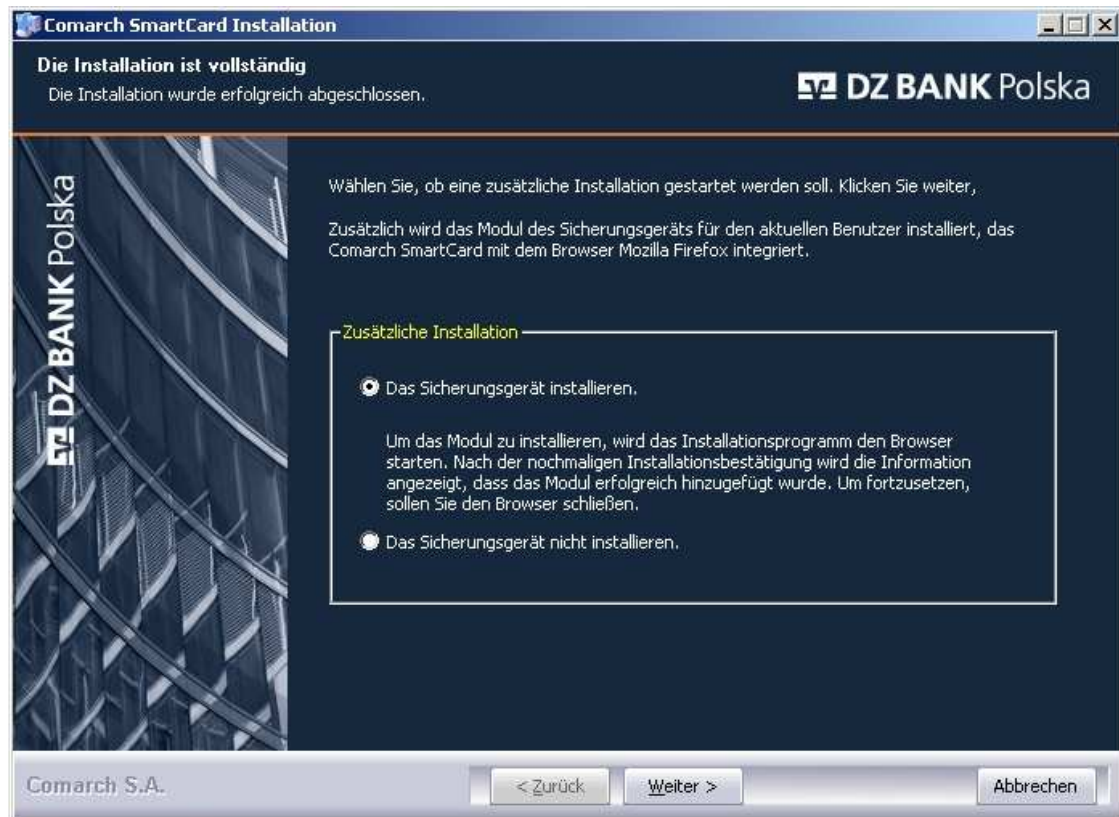 Comarch SmartCard Installation
Die Installation ist vollständig
Die Installation wurde erfolgreich abgeschlossen.
DZ BANK Polska
DZ BANK Polska
Wählen Sie, ob eine zusätzliche Installation gestartet werden soll. Klicken Sie weiter,
Zusätzlich wird das Modul des Sicherungsgeräts für den aktuellen Benutzer installiert, das
Comarch SmartCard mit dem Browser Mozilla Firefox integriert.
Zusätzliche Installation
Das Sicherungsgerät installieren.
Um das Modul zu installieren, wird das Installationsprogramm den Browser
starten. Nach der nochmaligen Installationsbestätigung wird die Information
angezeigt, dass das Modul erfolgreich hinzugefügt wurde. Um fortzusetzen,
sollen Sie den Browser schließen.
Das Sicherungsgerät nicht installieren.
Comarch S.A.
< Zurück
Weiter >
Abbrechen